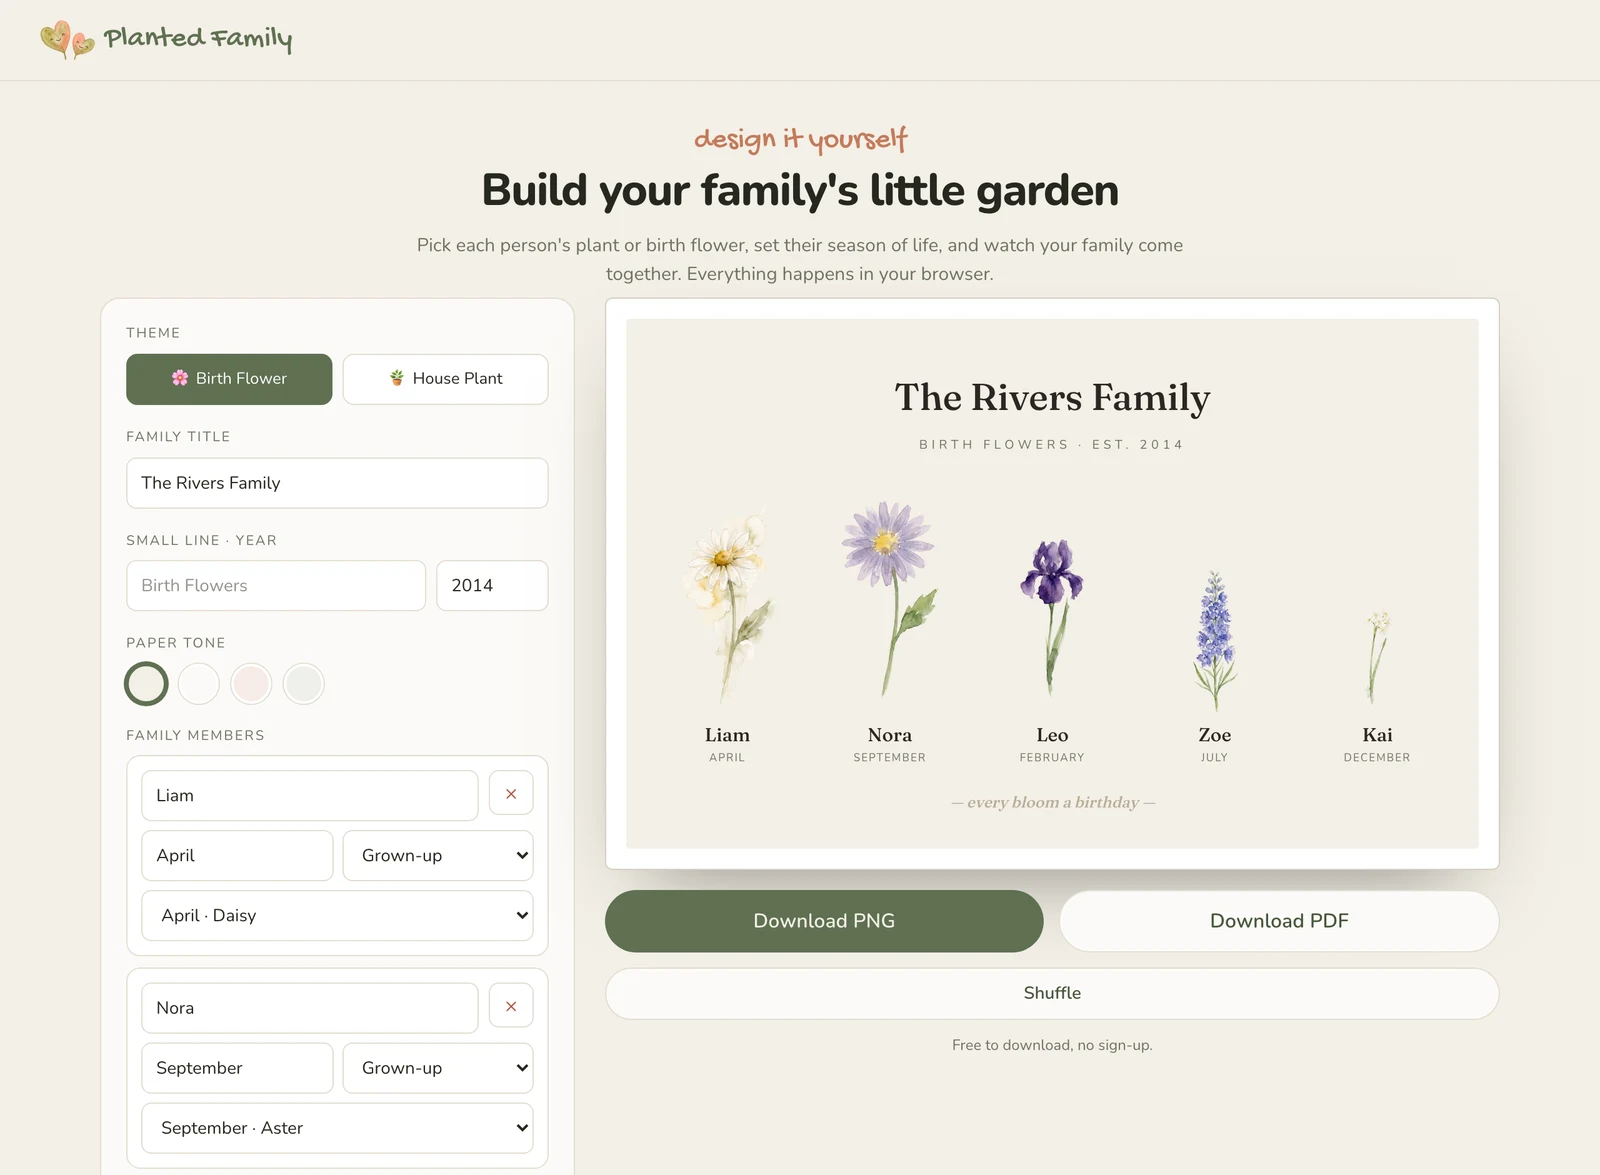 Planted Family
design it yourself
Build your family's little garden
Pick each person's plant or birth flower, set their season of life, and watch your family come
together. Everything happens in your browser.
THEME
🌸 Birth Flower
🪴 House Plant
FAMILY TITLE
The Rivers Family
SMALL LINE · YEAR
Birth Flowers
2014
PAPER TONE
FAMILY MEMBERS
Liam
×
April
Grown-up
April · Daisy
Nora
×
September
Grown-up
September · Aster
The Rivers Family
BIRTH FLOWERS · EST. 2014
Liam
APRIL
Nora
SEPTEMBER
Leo
FEBRUARY
Zoe
JULY
Kai
DECEMBER
— every bloom a birthday —
Download PNG
Download PDF
Shuffle
Free to download, no sign-up.